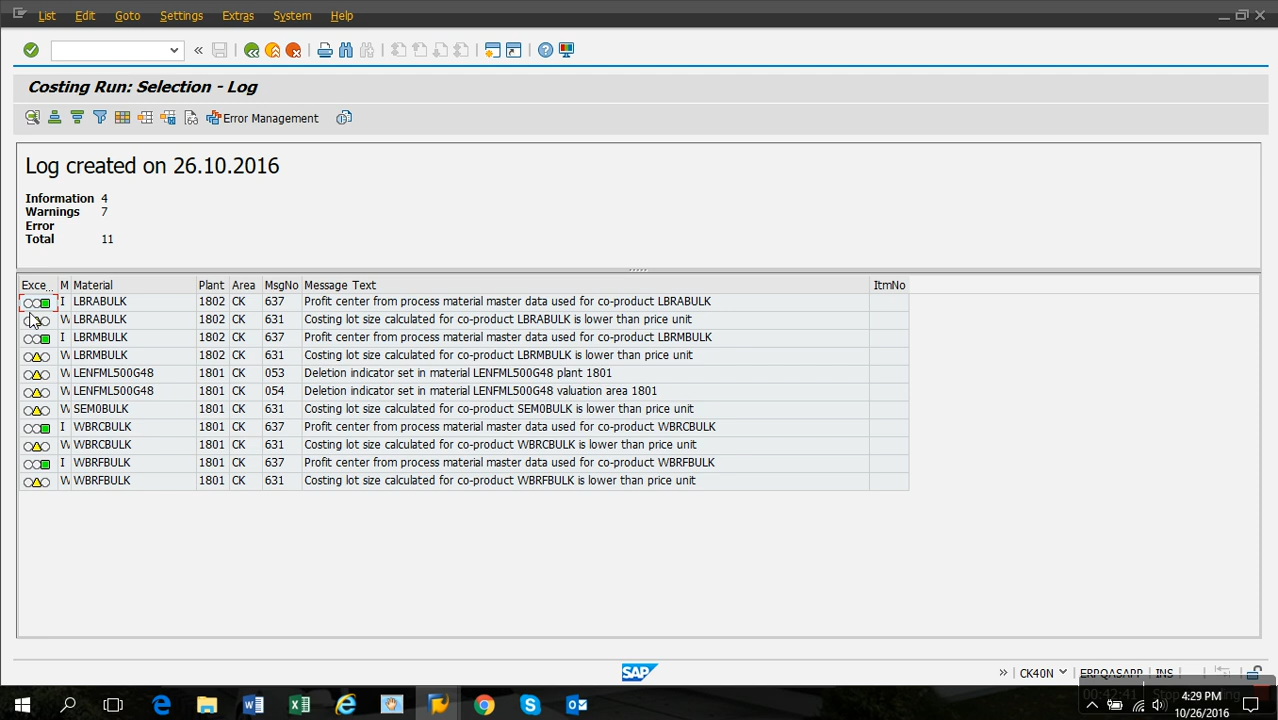 List Edit Goto Settings Extras System Help
Costing Run: Selection - Log
Error Management
Log created on 26.10.2016
Information 4
Warnings 7
Error
Total 11
Exce... M Material Plant Area MsgNo Message Text ItmNo
I LBRABULK 1802 CK 637 Profit center from process material master data used for co-product LBRABULK
W LBRABULK 1802 CK 631 Costing lot size calculated for co-product LBRABULK is lower than price unit
I LBRMBULK 1802 CK 637 Profit center from process material master data used for co-product LBRMBULK
W LBRMBULK 1802 CK 631 Costing lot size calculated for co-product LBRMBULK is lower than price unit
W LENFML500G48 1801 CK 053 Deletion indicator set in material LENFML500G48 plant 1801
W LENFML500G48 1801 CK 054 Deletion indicator set in material LENFML500G48 valuation area 1801
W SEM0BULK 1801 CK 631 Costing lot size calculated for co-product SEM0BULK is lower than price unit
I WBRCBULK 1801 CK 637 Profit center from process material master data used for co-product WBRCBULK
W WBRCBULK 1801 CK 631 Costing lot size calculated for co-product WBRCBULK is lower than price unit
I WBRFBULK 1801 CK 637 Profit center from process material master data used for co-product WBRFBULK
W WBRFBULK 1801 CK 631 Costing lot size calculated for co-product WBRFBULK is lower than price unit
SAP
CK40N ERPQASAPP INS
00:42:41 4:29 PM
10/26/2016